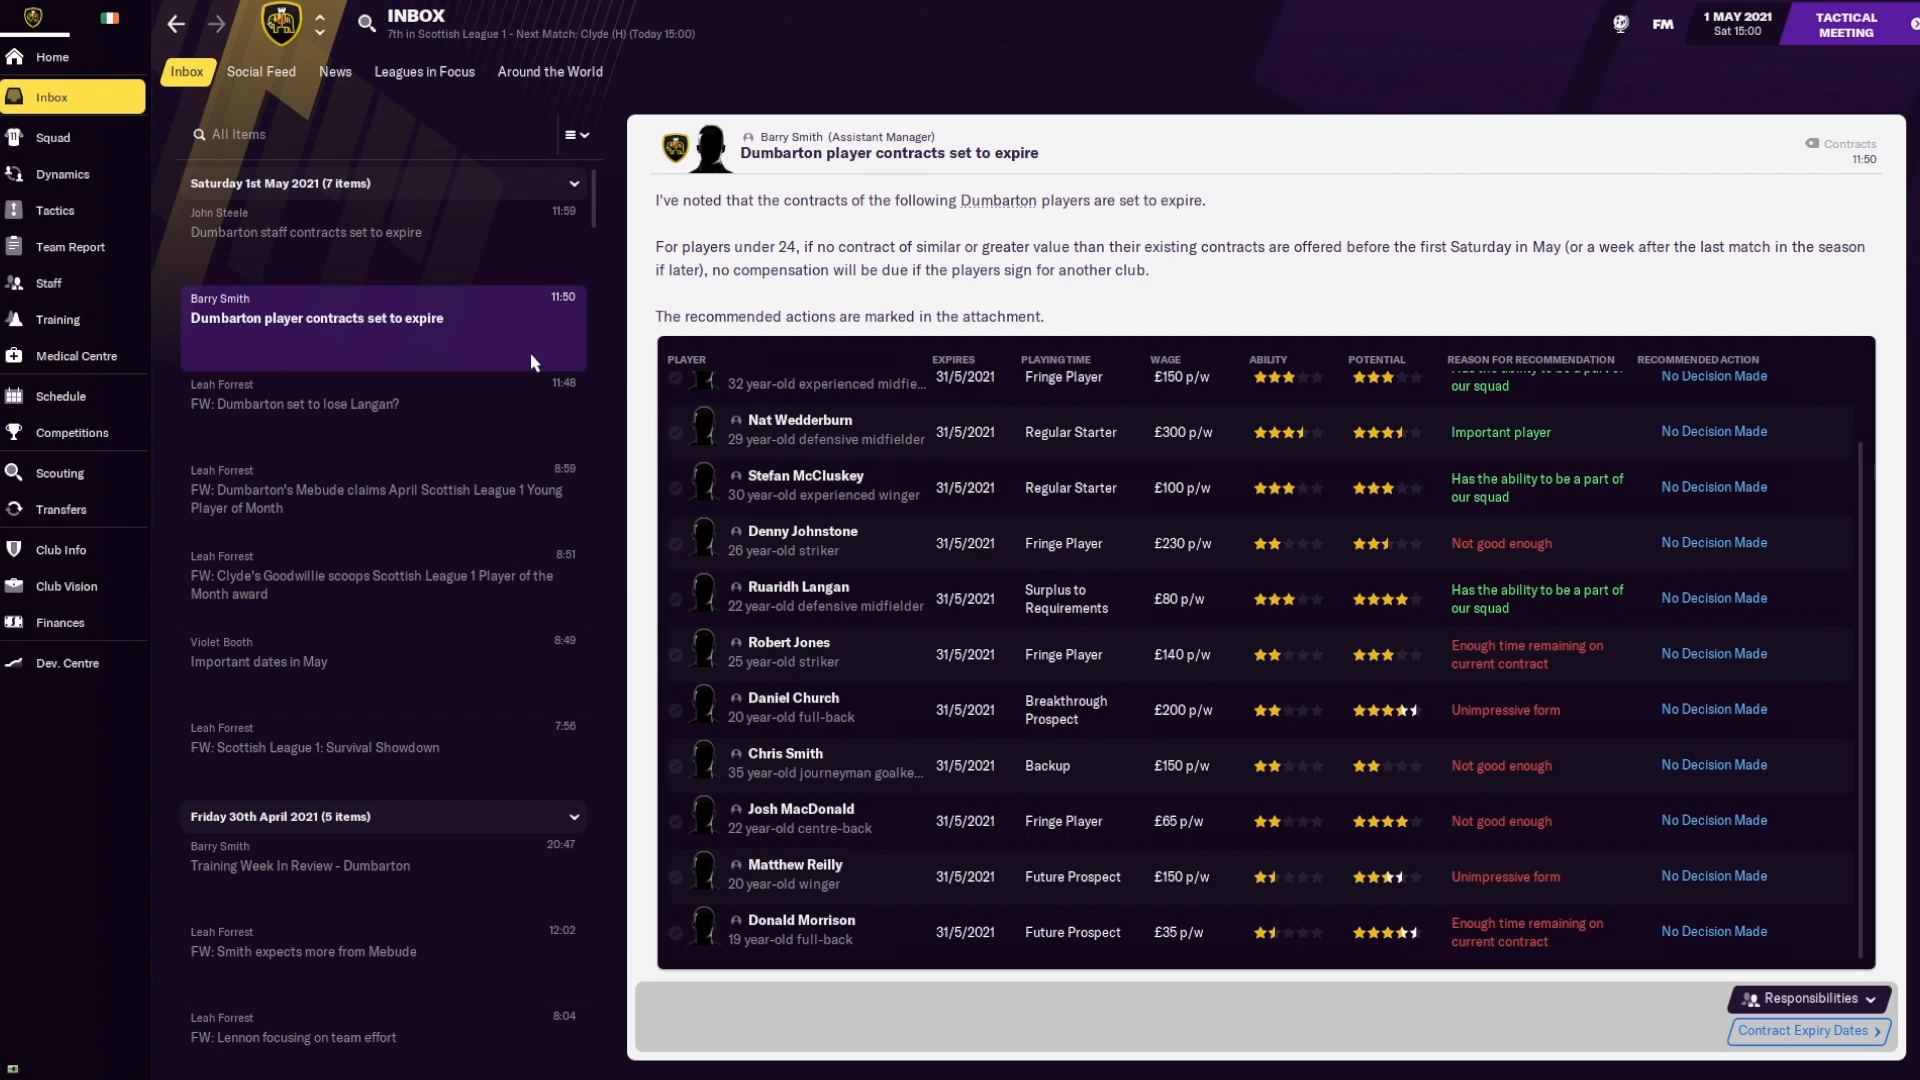 INBOX
7th in Scottish League 1 - Next Match: Clyde (H) (Today 15:00)
FM
1 MAY 2021
Sat 15:00
TACTICAL
MEETING
Home
Inbox
Squad
Dynamics
Tactics
Team Report
Staff
Training
Medical Centre
Schedule
Competitions
Scouting
Transfers
Club Info
Club Vision
Finances
Dev. Centre
Inbox
Social Feed
News
Leagues in Focus
Around the World
All Items
Saturday 1st May 2021 (7 items)
John Steele
11:59
Dumbarton staff contracts set to expire
Barry Smith
11:50
Dumbarton player contracts set to expire
Leah Forrest
11:48
FW: Dumbarton set to lose Langan?
Leah Forrest
8:59
FW: Dumbarton's Mebude claims April Scottish League 1 Young
Player of Month
Leah Forrest
8:51
FW: Clyde's Goodwillie scoops Scottish League 1 Player of the
Month award
Violet Booth
8:49
Important dates in May
Leah Forrest
7:56
FW: Scottish League 1: Survival Showdown
Friday 30th April 2021 (5 items)
Barry Smith
20:47
Training Week In Review - Dumbarton
Leah Forrest
12:02
FW: Smith expects more from Mebude
Leah Forrest
8:04
FW: Lennon focusing on team effort
Barry Smith (Assistant Manager)
Dumbarton player contracts set to expire
Contracts
11:50
I've noted that the contracts of the following Dumbarton players are set to expire.
For players under 24, if no contract of similar or greater value than their existing contracts are offered before the first Saturday in May (or a week after the last match in the season
if later), no compensation will be due if the players sign for another club.
The recommended actions are marked in the attachment.
PLAYER EXPIRES PLAYING TIME WAGE ABILITY POTENTIAL REASON FOR RECOMMENDATION RECOMMENDED ACTION
32 year-old experienced midfie... 31/5/2021 Fringe Player £150 p/w Has the ability to be a part of No Decision Made
our squad
Nat Wedderburn
29 year-old defensive midfielder 31/5/2021 Regular Starter £300 p/w Important player No Decision Made
Stefan McCluskey
30 year-old experienced winger 31/5/2021 Regular Starter £100 p/w Has the ability to be a part of No Decision Made
our squad
Denny Johnstone
26 year-old striker 31/5/2021 Fringe Player £230 p/w Not good enough No Decision Made
Ruaridh Langan
22 year-old defensive midfielder 31/5/2021 Surplus to £80 p/w Has the ability to be a part of No Decision Made
Requirements our squad
Robert Jones
25 year-old striker 31/5/2021 Fringe Player £140 p/w Enough time remaining on No Decision Made
current contract
Daniel Church
20 year-old full-back 31/5/2021 Breakthrough £200 p/w Unimpressive form No Decision Made
Prospect
Chris Smith
35 year-old journeyman goalke... 31/5/2021 Backup £150 p/w Not good enough No Decision Made
Josh MacDonald
22 year-old centre-back 31/5/2021 Fringe Player £65 p/w Not good enough No Decision Made
Matthew Reilly
20 year-old winger 31/5/2021 Future Prospect £150 p/w Unimpressive form No Decision Made
Donald Morrison
19 year-old full-back 31/5/2021 Future Prospect £35 p/w Enough time remaining on No Decision Made
current contract
Responsibilities
Contract Expiry Dates